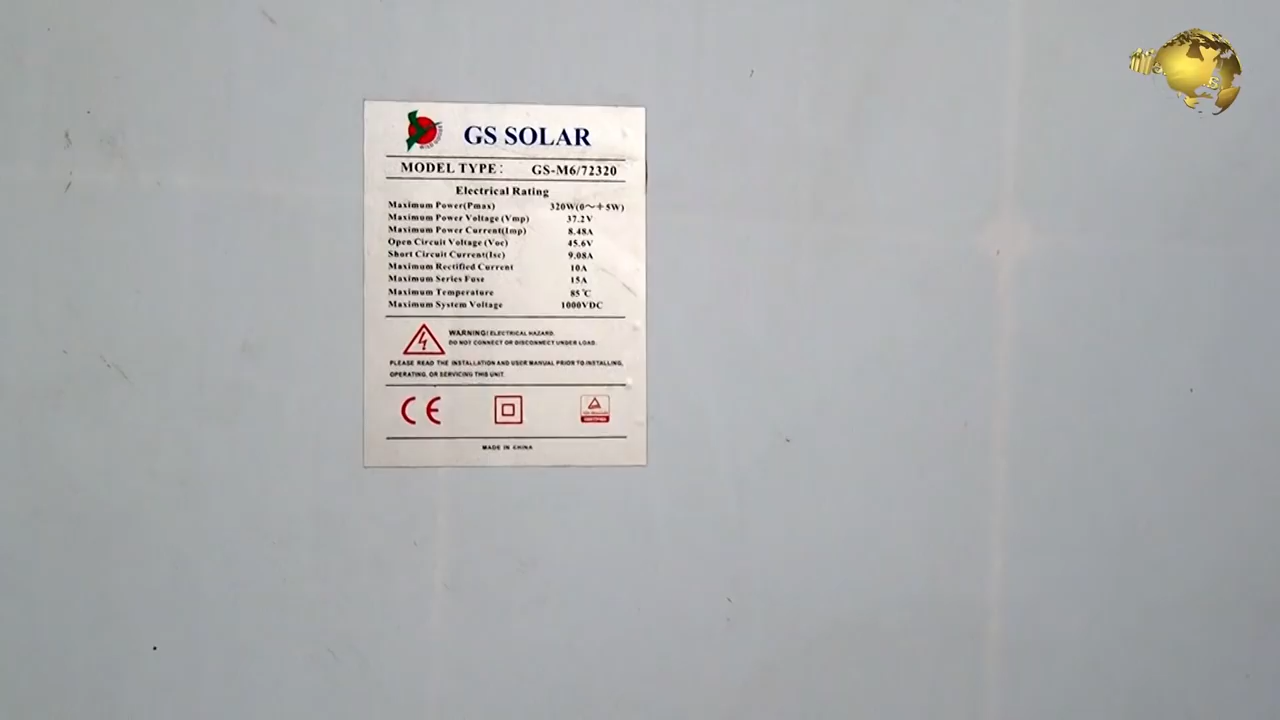 GS SOLAR
MODEL TYPE: GS-M6/72320
Electrical Rating
Maximum Power(Pmax) 320W(0～+5W)
Maximum Power Voltage (Vmp) 37.2V
Maximum Power Current(Imp) 8.48A
Open Circuit Voltage (Voc) 45.6V
Short Circuit Current(Isc) 9.08A
Maximum Rectified Current 10A
Maximum Series Fuse 15A
Maximum Temperature 85℃
Maximum System Voltage 1000VDC
WARNING! ELECTRICAL HAZARD.
DO NOT CONNECT OR DISCONNECT UNDER LOAD.
PLEASE READ THE INSTALLATION AND USER MANUAL PRIOR TO INSTALLING,
OPERATING, OR SERVICING THIS UNIT.
CE
MADE IN CHINA